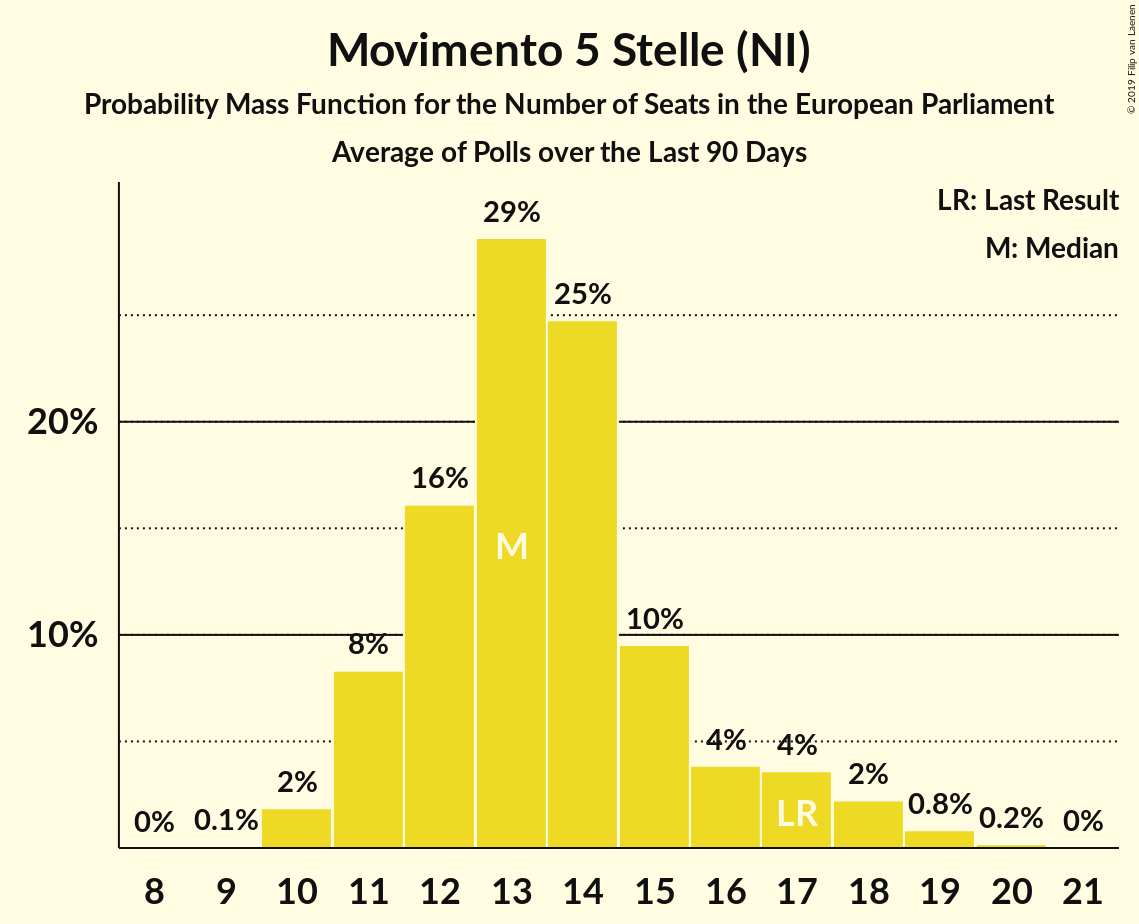 Movimento 5 Stelle (NI)
Probability Mass Function for the Number of Seats in the European Parliament
Average of Polls over the Last 90 Days
© 2019 Filip van Laenen
LR: Last Result
M: Median
29%
25%
20%
16%
M
10%
10%
8%
4%
4%
2%
2%
LR
0%
0.1%
0.8%
0.2%
0%
8 9 10 11 12 13 14 15 16 17 18 19 20 21